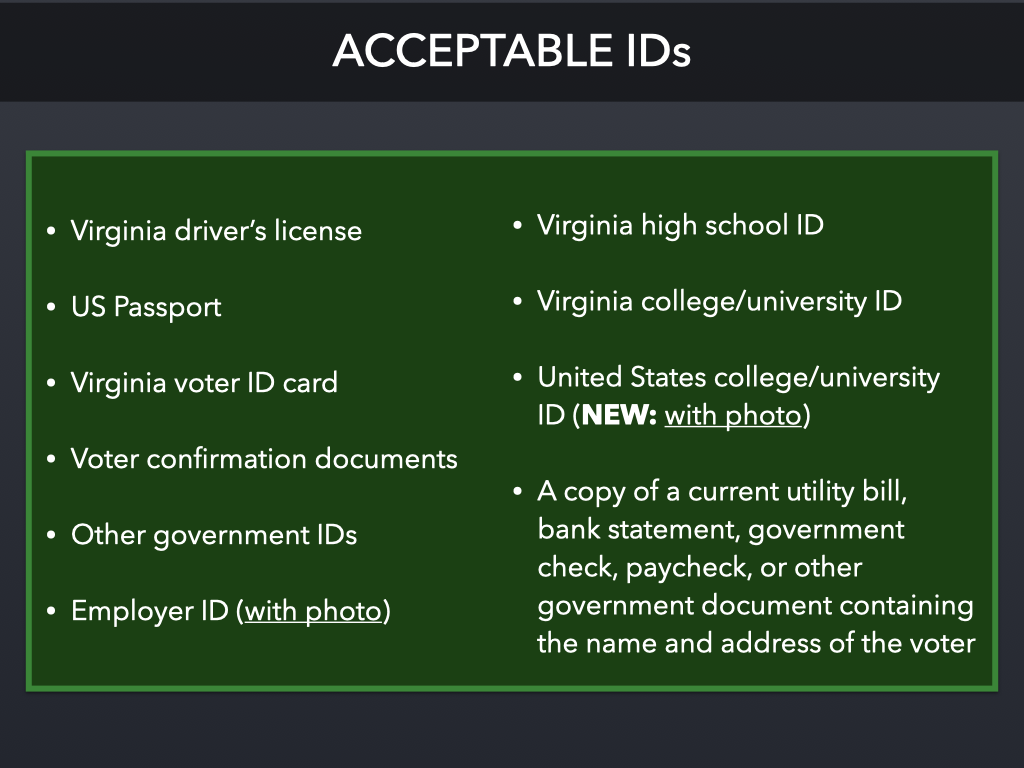 ACCEPTABLE IDs
• Virginia driver’s license
• US Passport
• Virginia voter ID card
• Voter confirmation documents
• Other government IDs
• Employer ID (with photo)
• Virginia high school ID
• Virginia college/university ID
• United States college/university
ID (NEW: with photo)
• A copy of a current utility bill,
bank statement, government
check, paycheck, or other
government document containing
the name and address of the voter